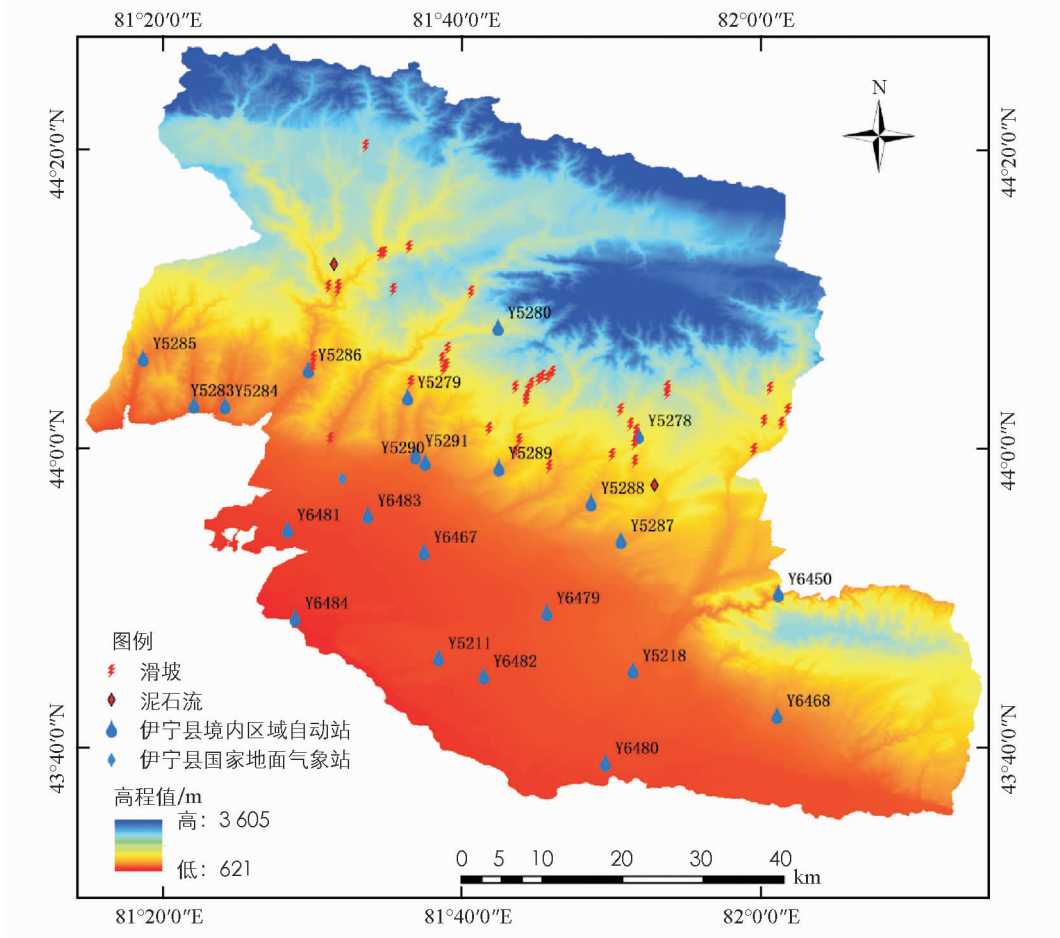 81°20′0″E 81°40′0″E 82°0′0″E
N
44°20′0″N 44°20′0″N
Y5280
Y5285 Y5286
Y5279
Y5283 Y5284
Y5278
44°0′0″N 44°0′0″N
Y5290 Y5291 Y5289
Y5288
Y6481 Y6483
Y5287
Y6467
Y6450
Y6484 Y6479
Y5211 Y6482 Y5218
Y6468
Y6480
43°40′0″N 43°40′0″N
图例
滑坡
泥石流
伊宁县境内区域自动站
伊宁县国家地面气象站
高程值/m
高：3 605
低：621
0 5 10 20 30 40
km
81°20′0″E 81°40′0″E 82°0′0″E